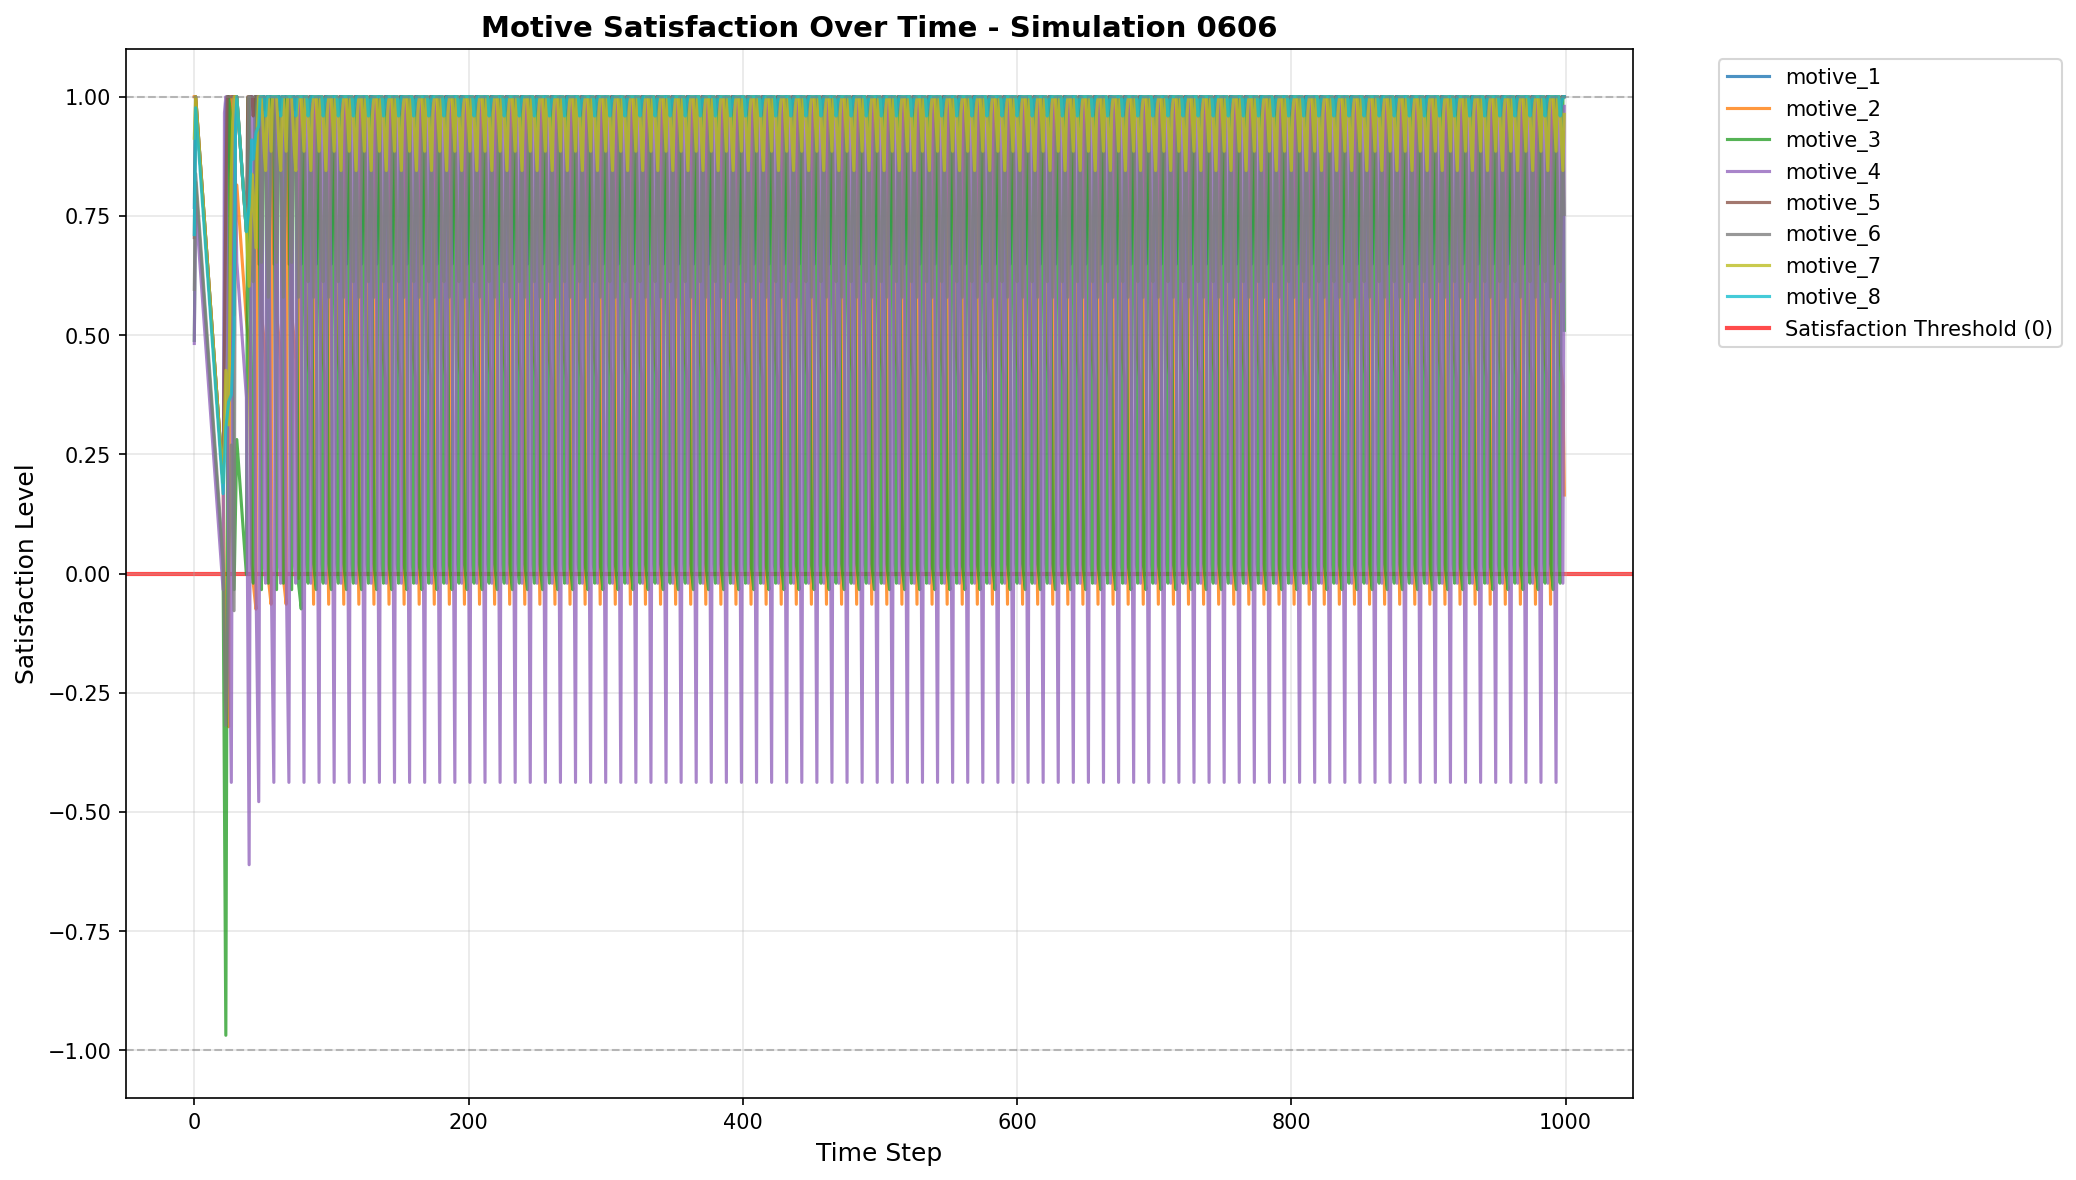 Motive Satisfaction Over Time - Simulation 0606
1.00
0.75
0.50
0.25
0.00
−0.25
−0.50
−0.75
−1.00
Satisfaction Level
0
200
400
600
800
1000
Time Step
motive_1
motive_2
motive_3
motive_4
motive_5
motive_6
motive_7
motive_8
Satisfaction Threshold (0)